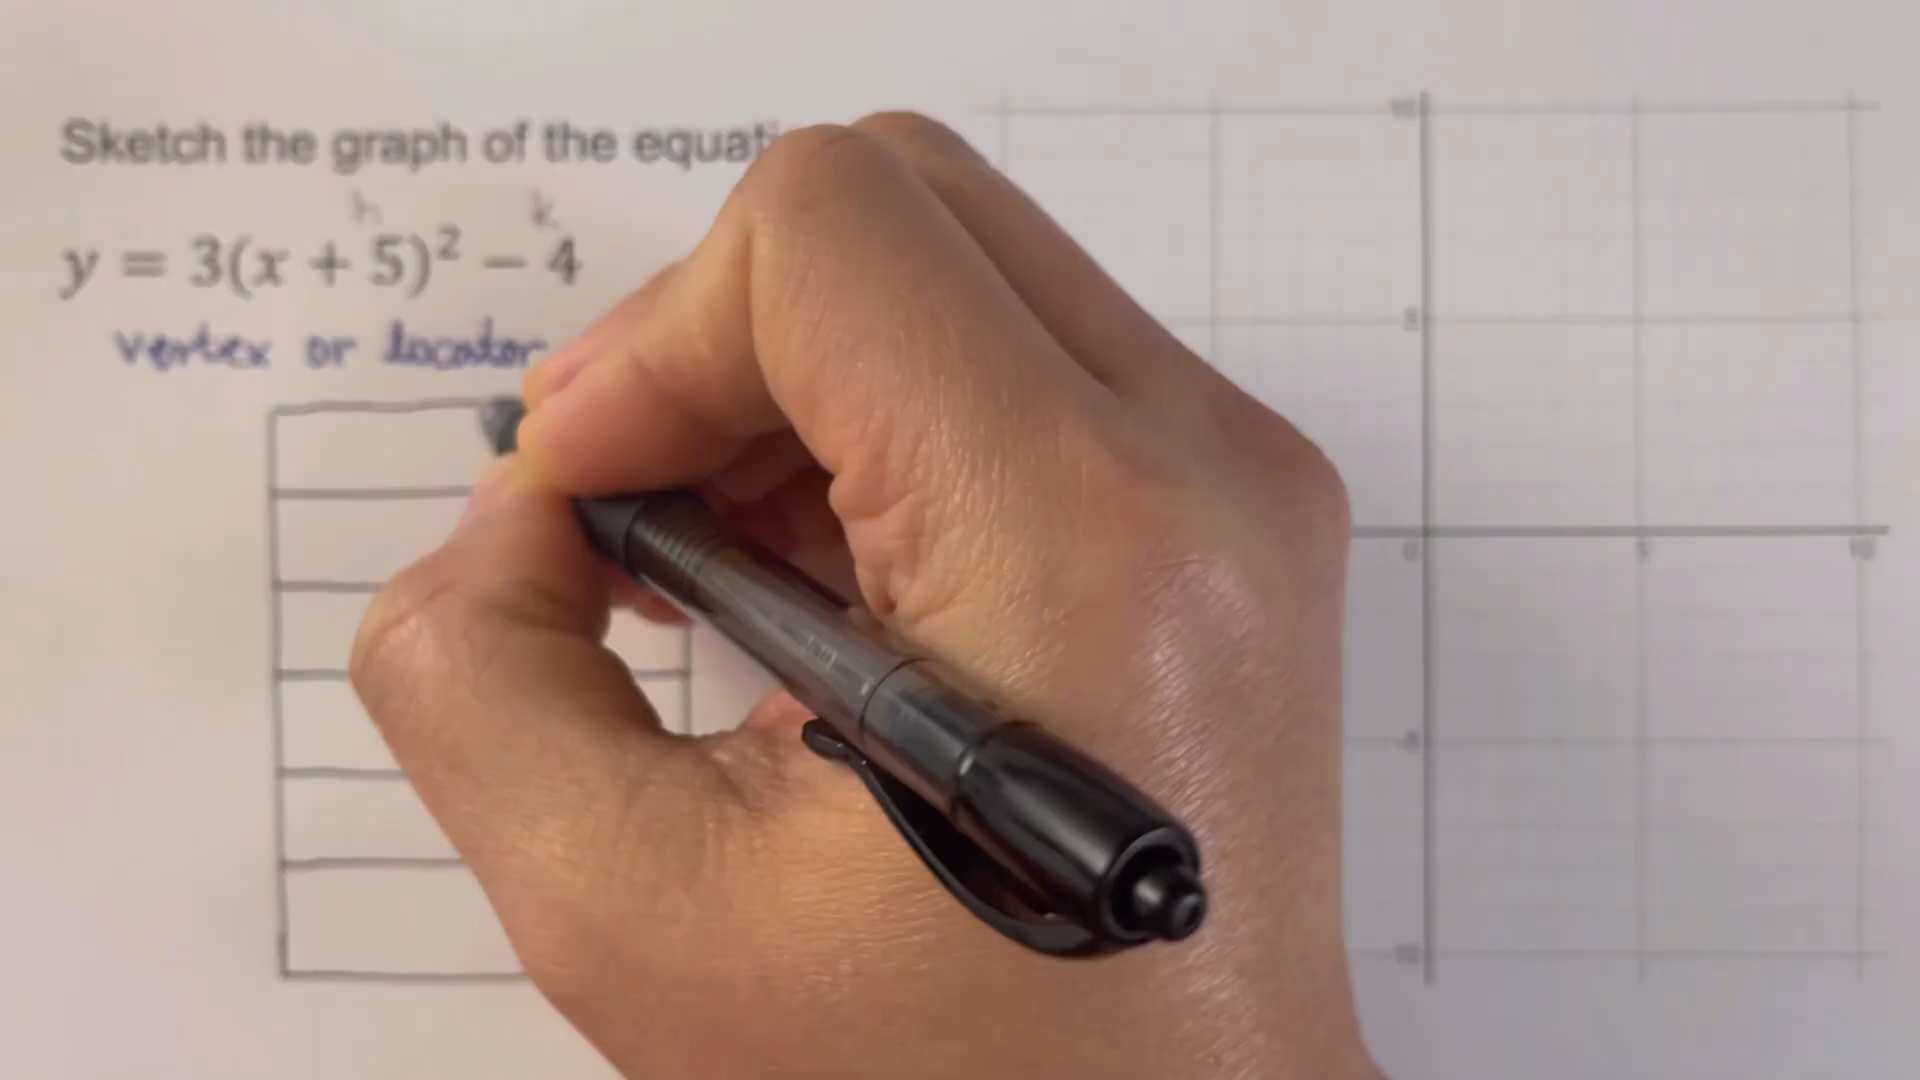 Sketch the graph of the equati
h k
y = 3(x + 5)² − 4
vertex or locator
10
5
0 5 10
-5
-10